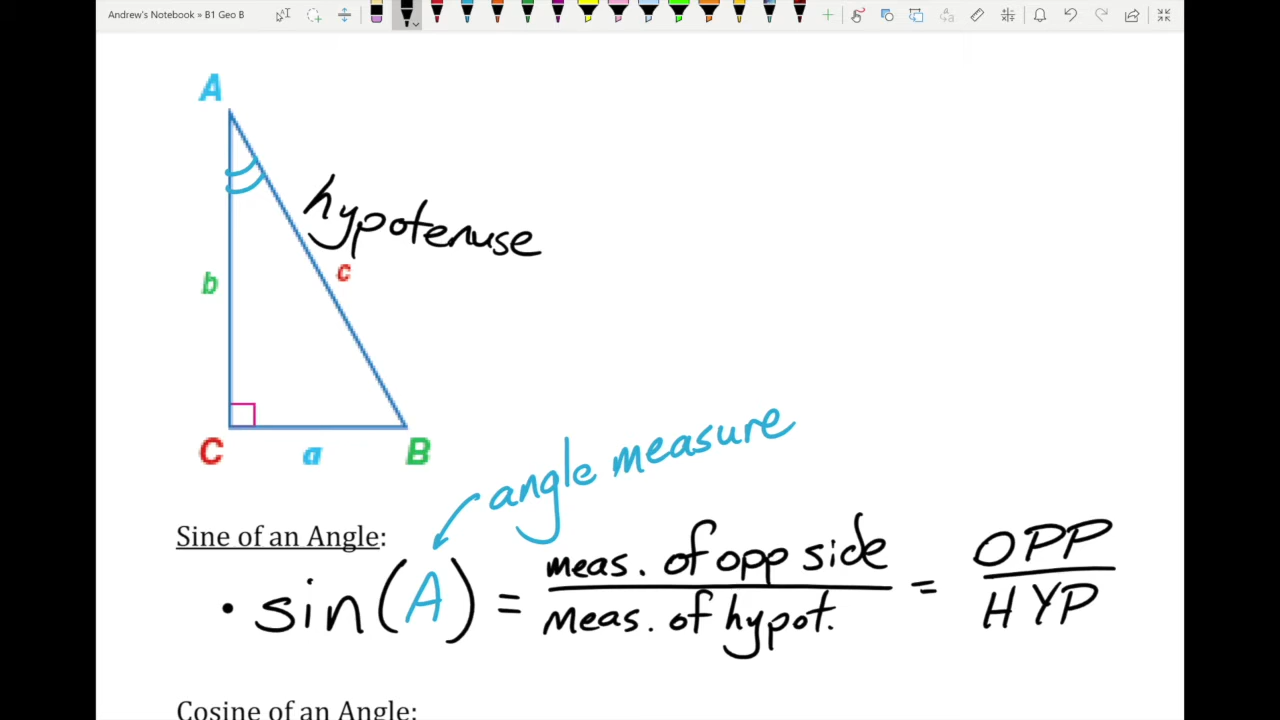 Andrew's Notebook » B1 Geo B
A
hypotenuse
b
c
C
a
B
angle measure
Sine of an Angle:
• sin(A) = meas. of opp side / meas. of hypot. = OPP / HYP
Cosine of an Angle: